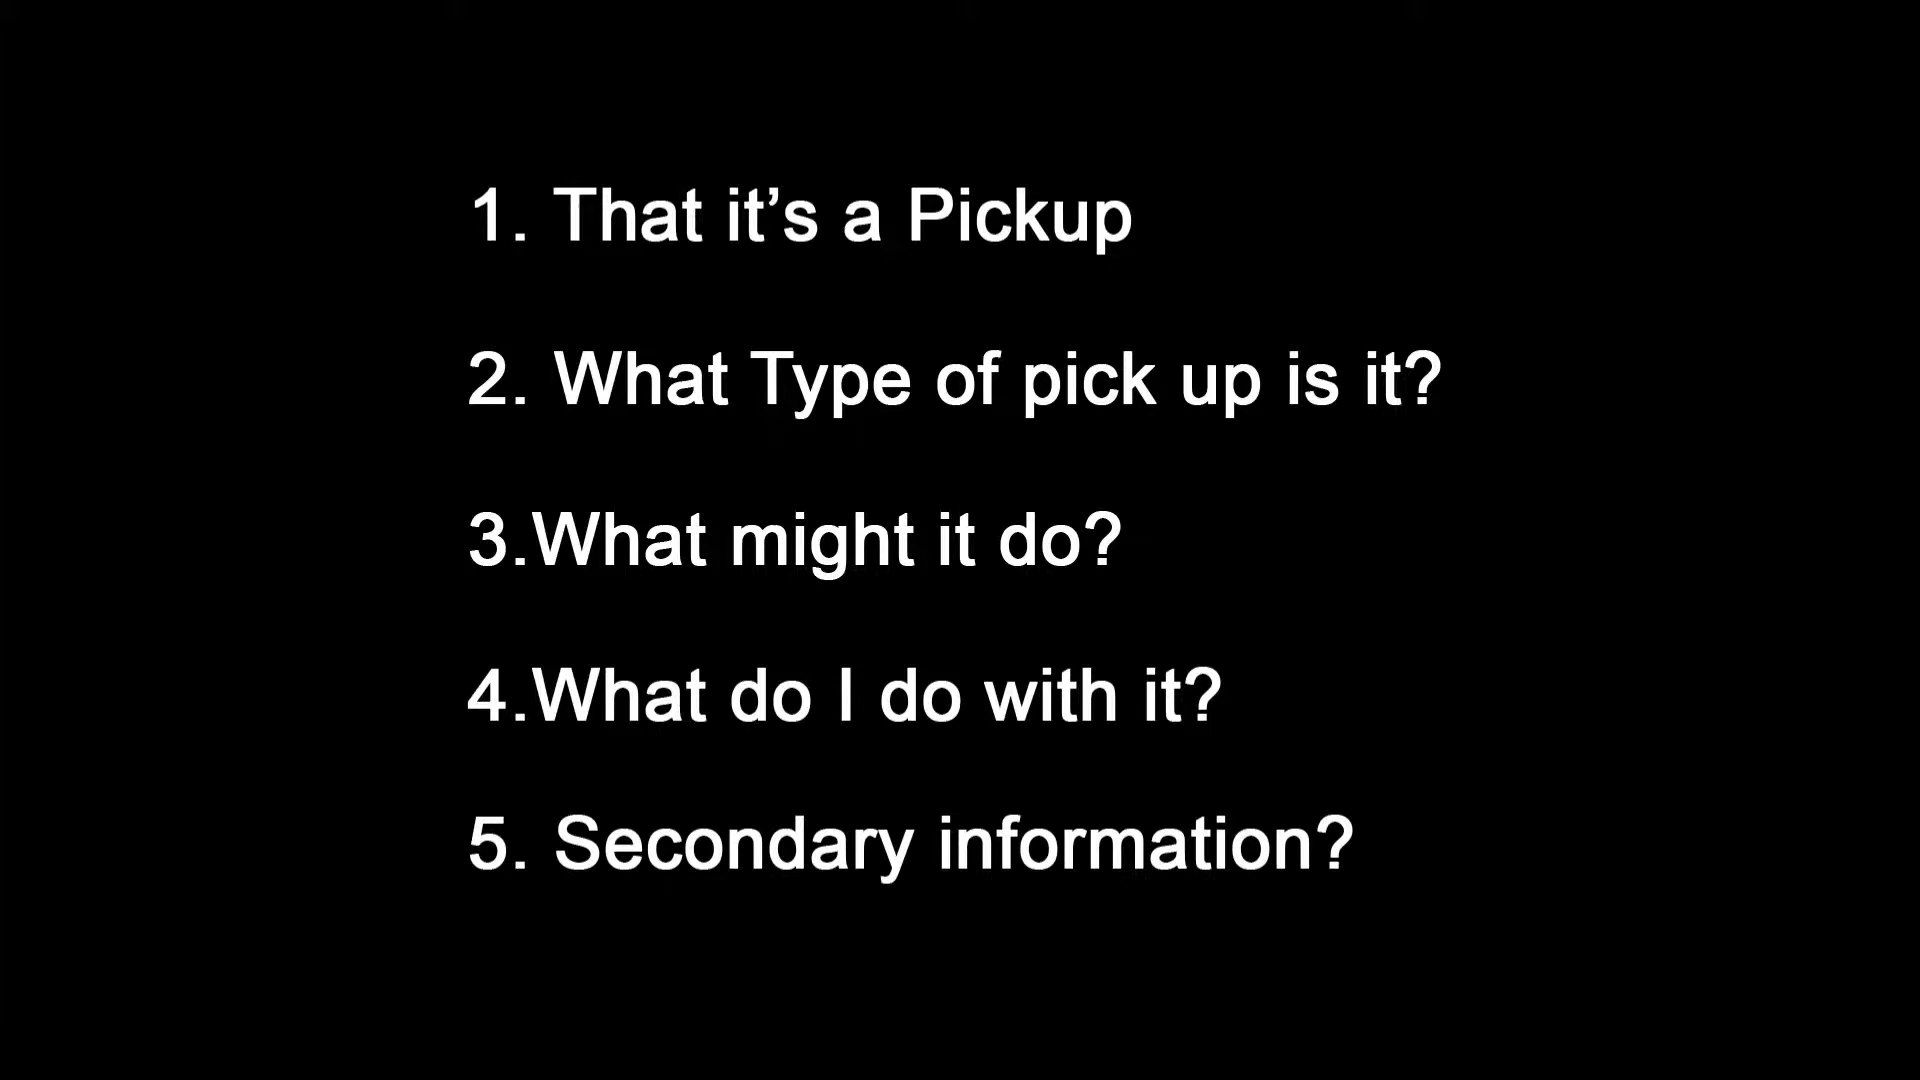 1. That it’s a Pickup
2. What Type of pick up is it?
3.What might it do?
4.What do I do with it?
5. Secondary information?